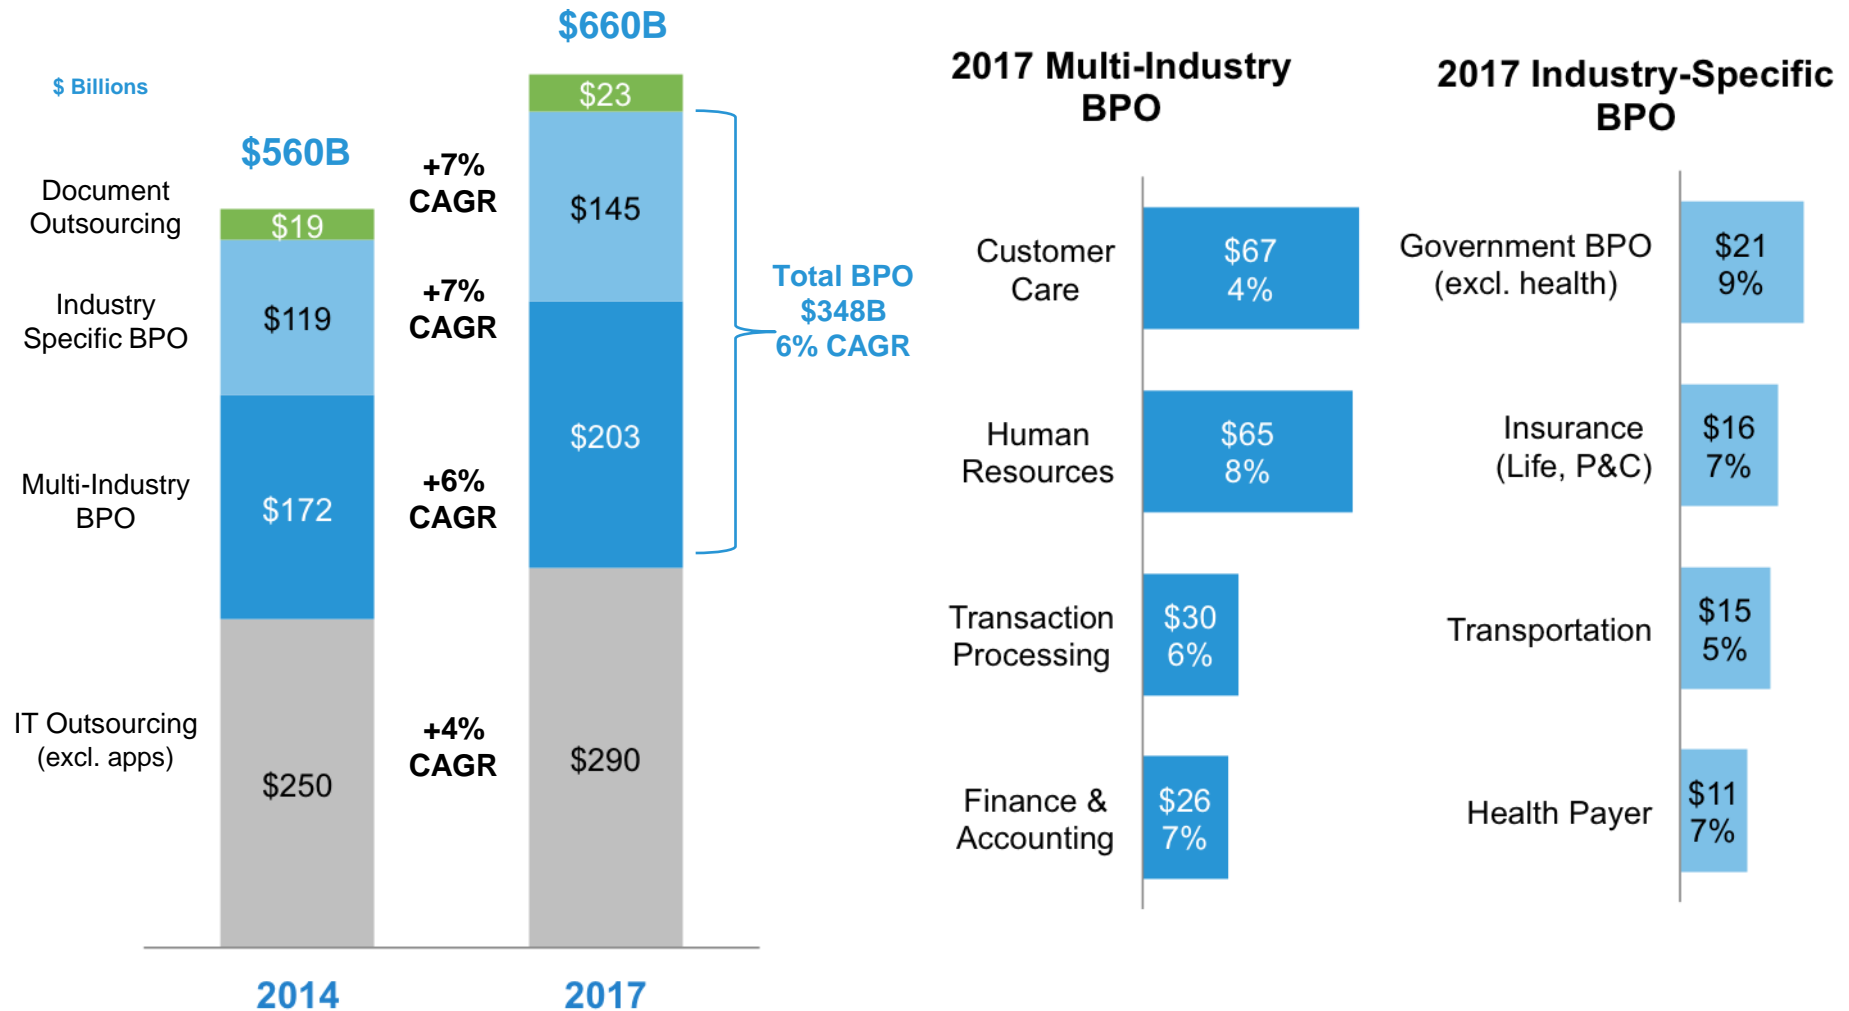 $ Billions
$560B
$660B
Document
Outsourcing
$19
+7%
CAGR
$23
Industry
Specific BPO
$119
+7%
CAGR
$145
Total BPO
$348B
6% CAGR
Multi-Industry
BPO
$172
+6%
CAGR
$203
IT Outsourcing
(excl. apps)
$250
+4%
CAGR
$290
2014
2017
2017 Multi-Industry
BPO
Customer
Care
$67
4%
Human
Resources
$65
8%
Transaction
Processing
$30
6%
Finance &
Accounting
$26
7%
2017 Industry-Specific
BPO
Government BPO
(excl. health)
$21
9%
Insurance
(Life, P&C)
$16
7%
Transportation
$15
5%
Health Payer
$11
7%